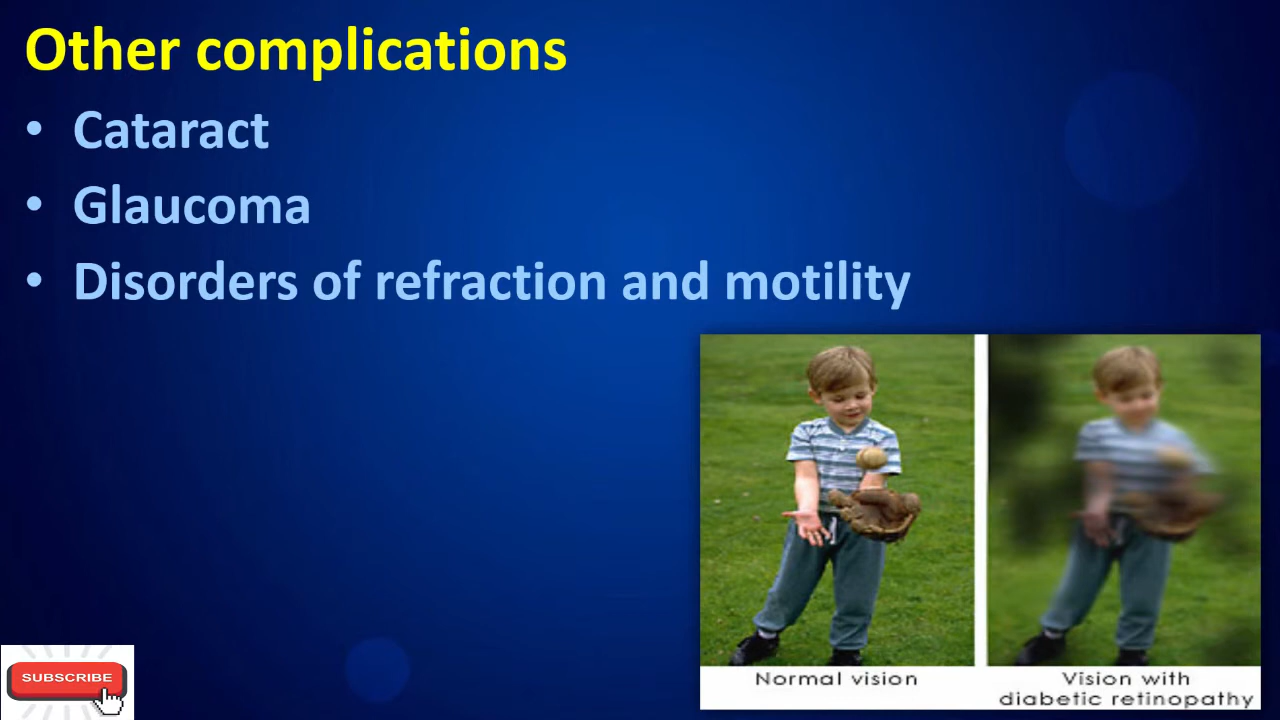 Other complications
• Cataract
• Glaucoma
• Disorders of refraction and motility
Normal vision
Vision with
diabetic retinopathy
SUBSCRIBE